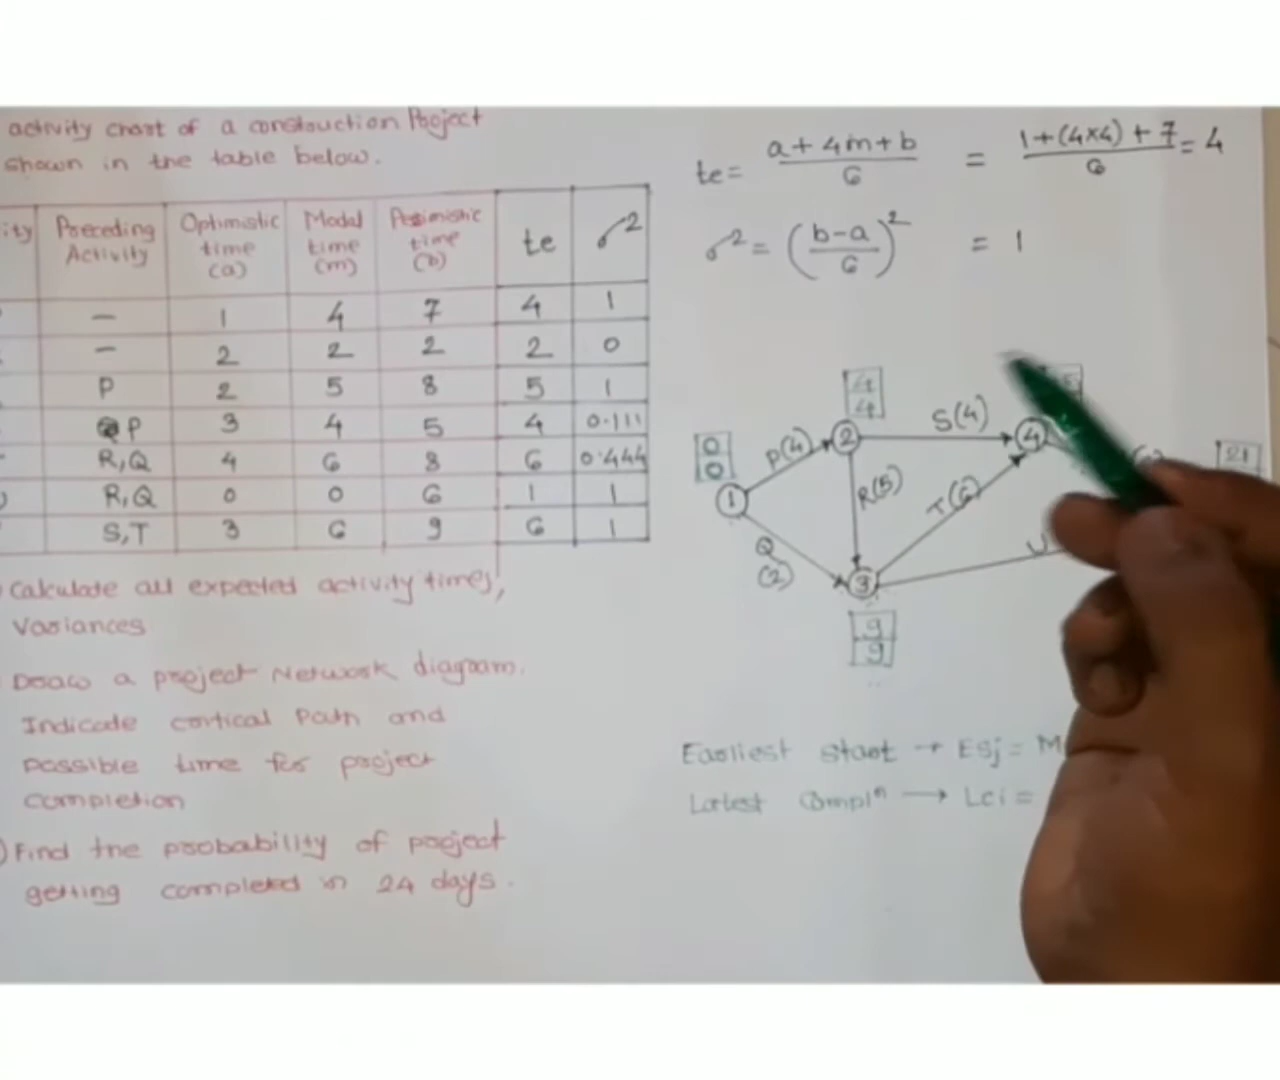 activity chart of a construction Project
shown in the table below.
ity Preceding Activity Optimistic time (a) Modal time (m) Pessimistic time (b) te σ²
— 1 4 7 4 1
— 2 2 2 2 0
P 2 5 8 5 1
P 3 4 5 4 0.111
R,Q 4 6 8 6 0.444
R,Q 0 0 6 1 1
S,T 3 6 9 6 1
Calculate all expected activity times,
Variances
Draw a project Network diagram.
Indicate cortical Path and
possible time for project
completion
) Find the probability of project
getting completed in 24 days.
te = a + 4m + b / 6 = 1 + (4×4) + 7 / 6 = 4
σ² = (b-a / 6)² = 1
4
4
0
0
P(4)
2
S(4)
4
21
1
R(5)
T(6)
Q
(2)
3
U
9
9
Earliest start → ESj = M
Latest Complⁿ → Lci =